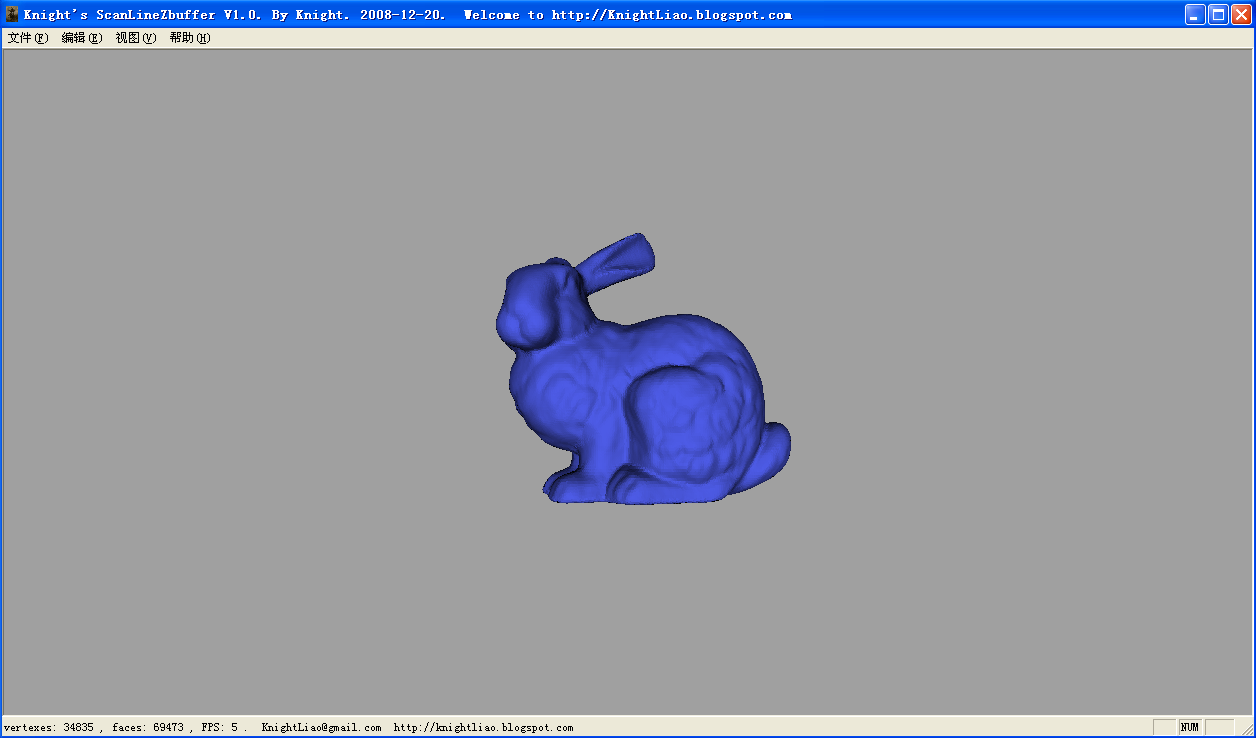 Knight's ScanLineZbuffer V1.0. By Knight. 2008-12-20.  Welcome to http://KnightLiao.blogspot.com
文件(F) 编辑(E) 视图(V) 帮助(H)
vertexes: 34835 , faces: 69473 , FPS: 5 .  KnightLiao@gmail.com  http://knightliao.blogspot.com NUM